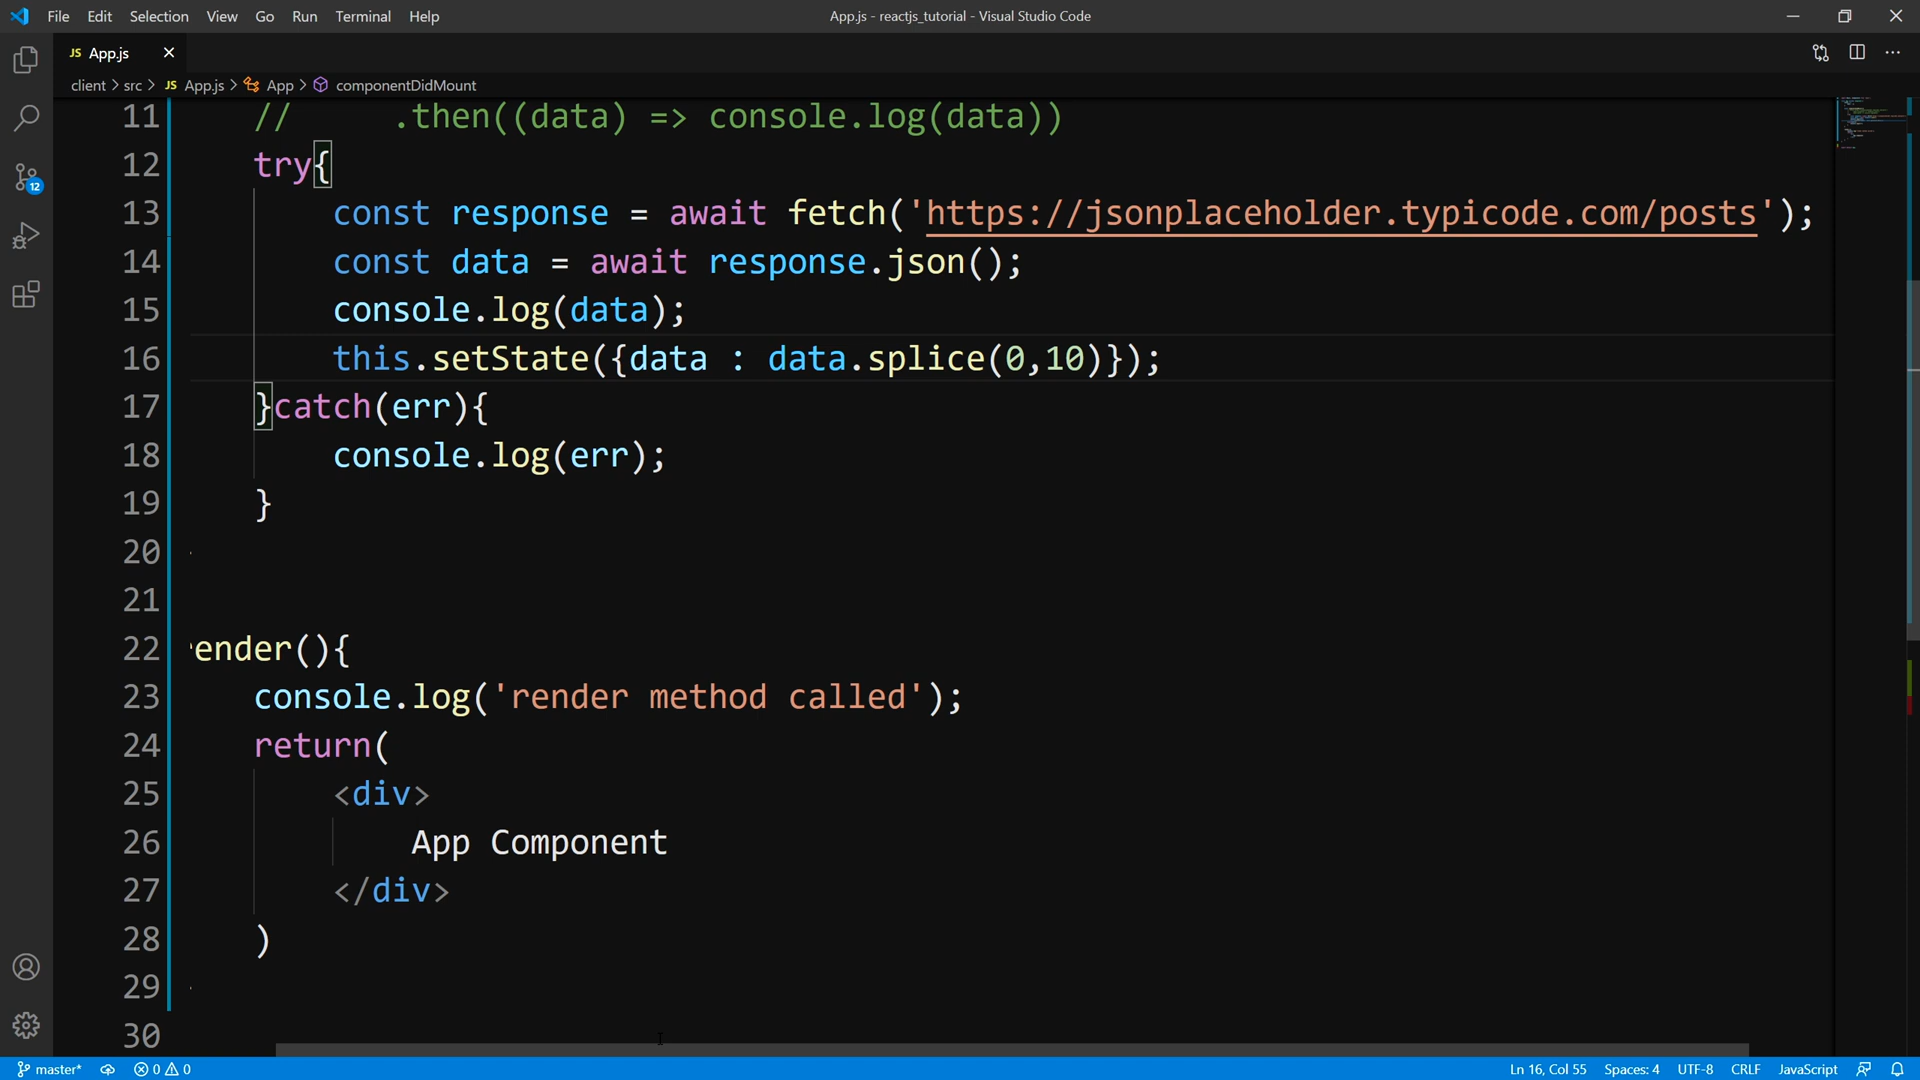 File Edit Selection View Go Run Terminal Help
App.js - reactjs_tutorial - Visual Studio Code
JS App.js
client > src > JS App.js > App > componentDidMount
11 // .then((data) => console.log(data))
12 try{
13 const response = await fetch('https://jsonplaceholder.typicode.com/posts');
14 const data = await response.json();
15 console.log(data);
16 this.setState({data : data.splice(0,10)});
17 }catch(err){
18 console.log(err);
19 }
20
21
22 ender(){
23 console.log('render method called');
24 return(
25 <div>
26 App Component
27 </div>
28 )
29
30
12
master* 0 0 Ln 16, Col 55 Spaces: 4 UTF-8 CRLF JavaScript